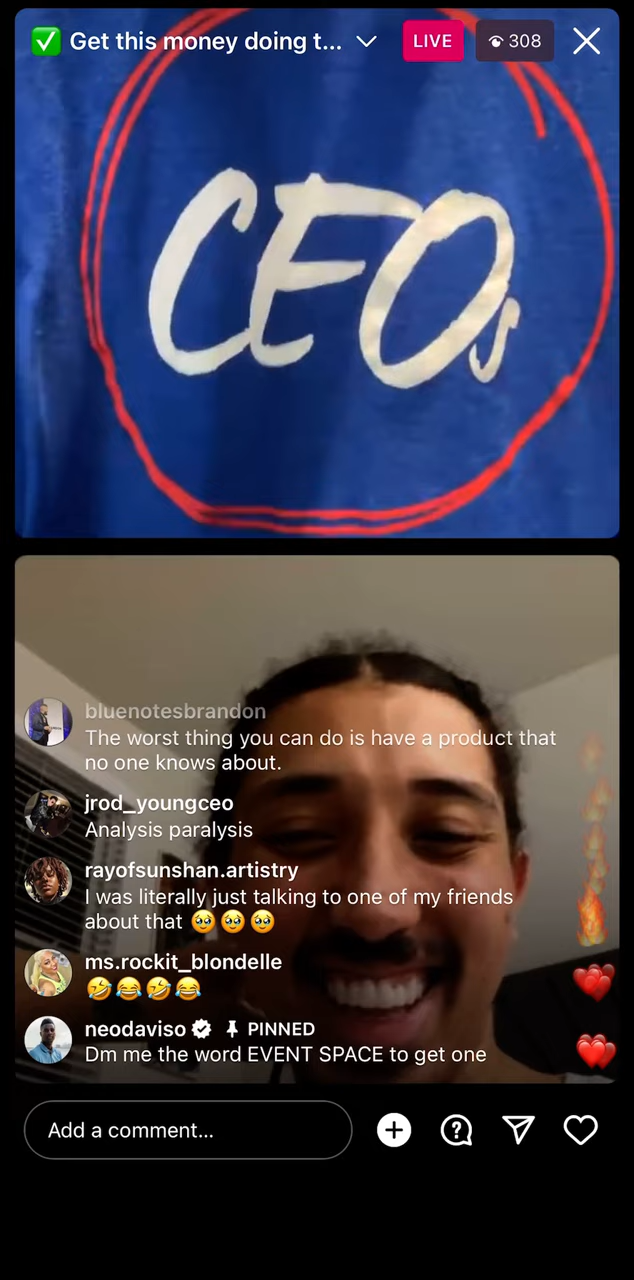 ✅ Get this money doing t...
LIVE
308
CEOs
bluenotesbrandon
The worst thing you can do is have a product that
no one knows about.
jrod_youngceo
Analysis paralysis
rayofsunshan.artistry
I was literally just talking to one of my friends
about that 🥹🥹🥹
ms.rockit_blondelle
🤣😂🤣😂
neodaviso PINNED
Dm me the word EVENT SPACE to get one
Add a comment...